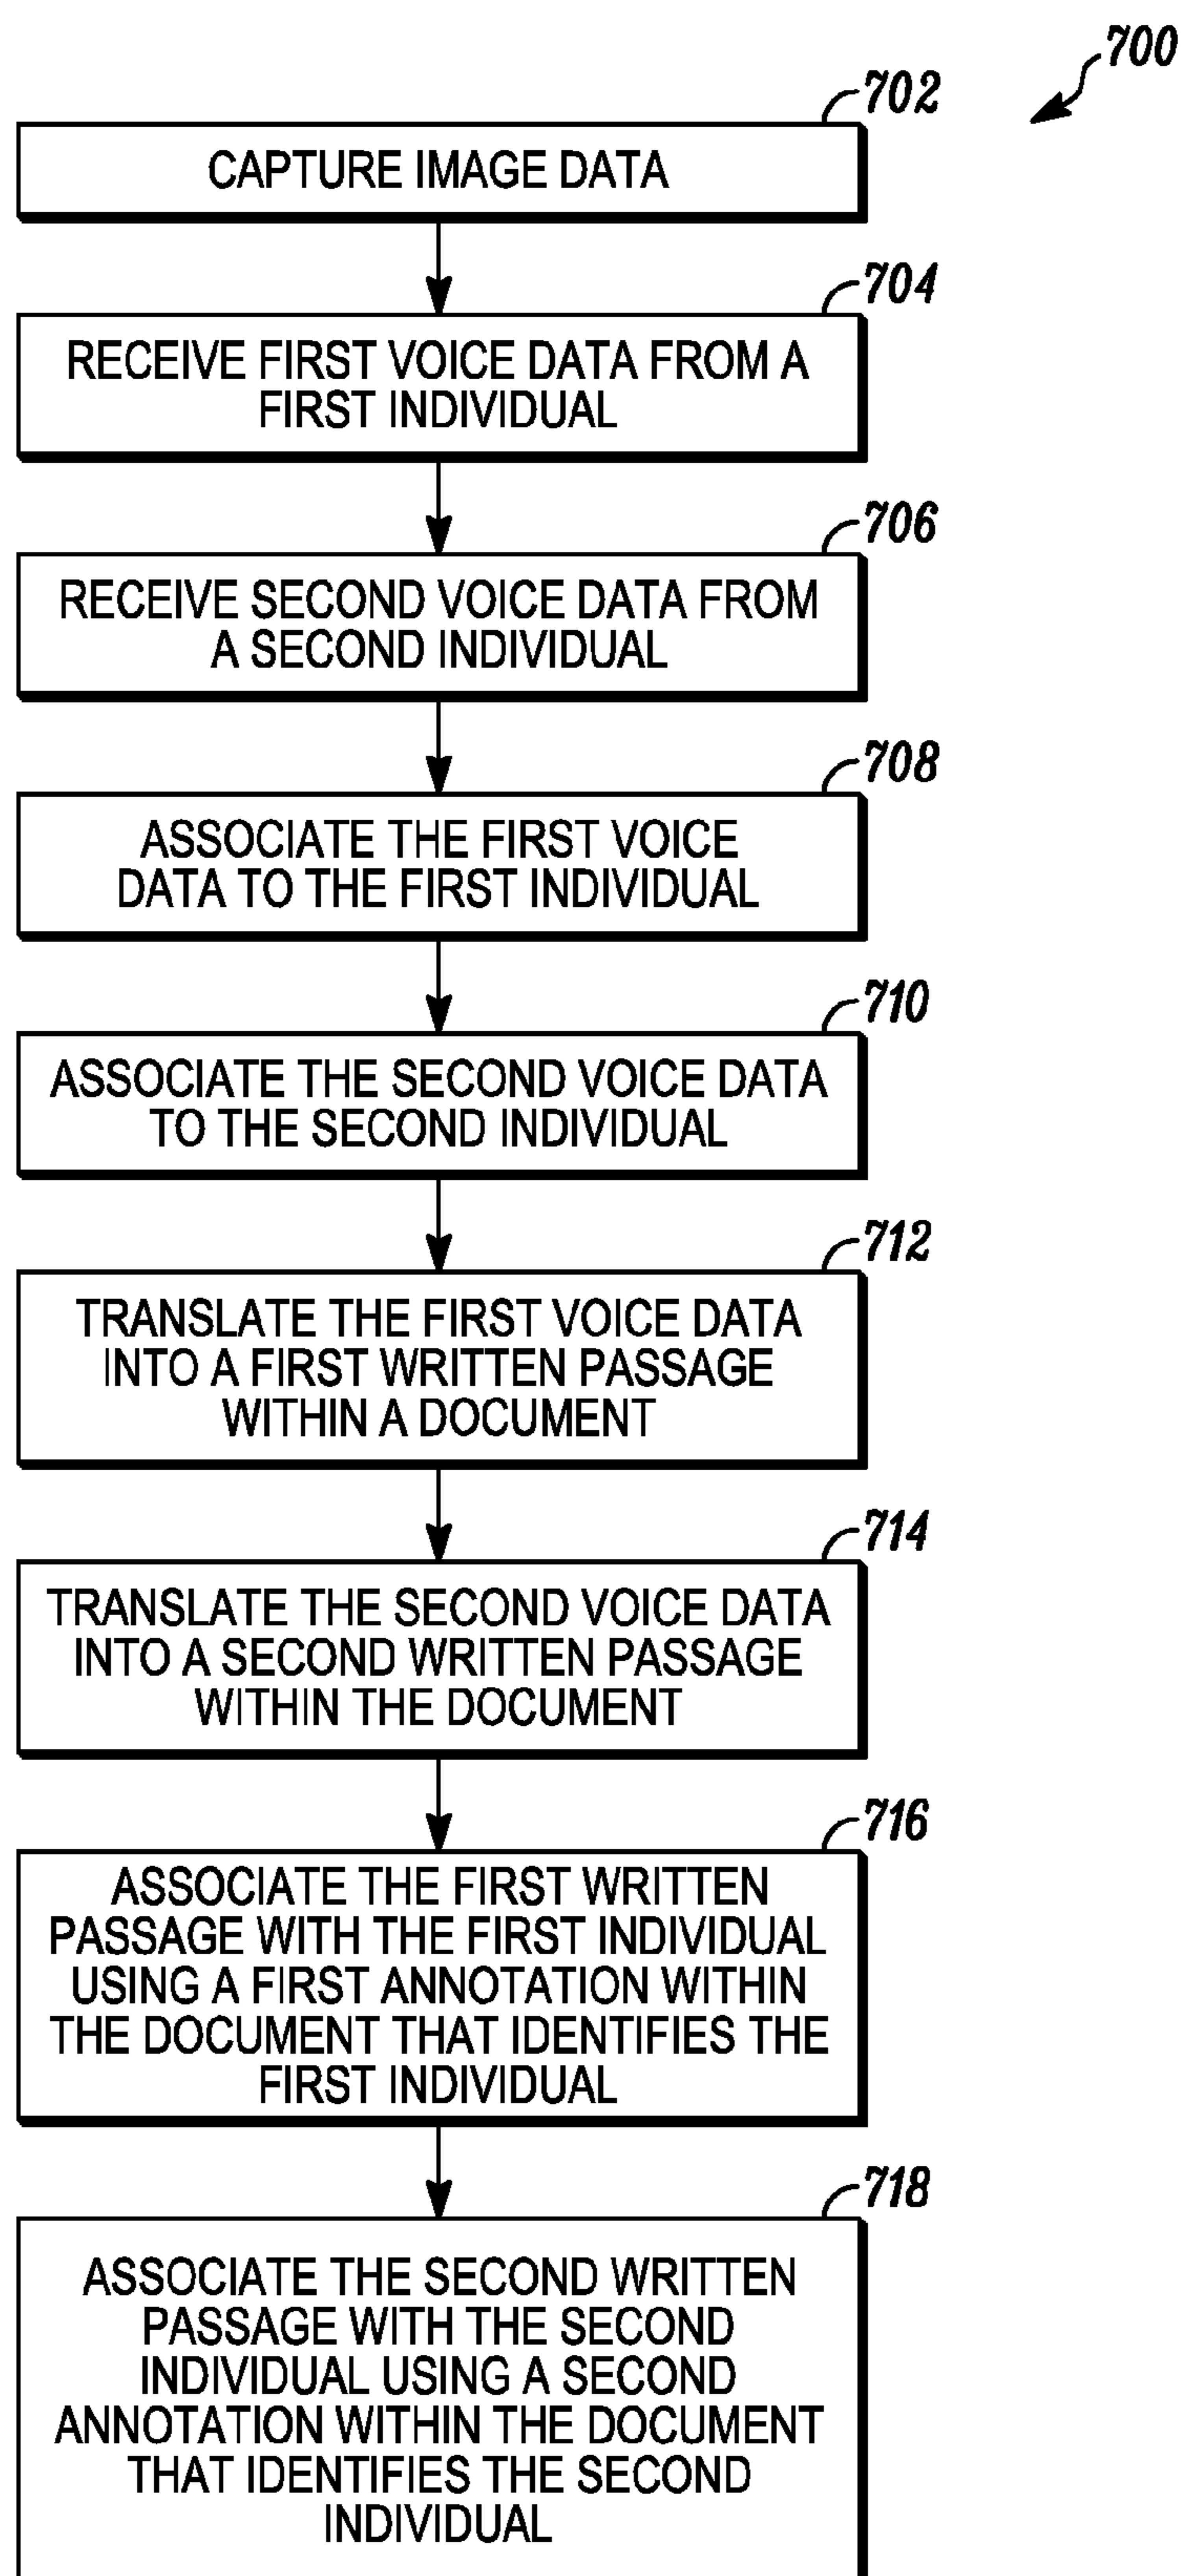 700
702
CAPTURE IMAGE DATA
704
RECEIVE FIRST VOICE DATA FROM A
FIRST INDIVIDUAL
706
RECEIVE SECOND VOICE DATA FROM
A SECOND INDIVIDUAL
708
ASSOCIATE THE FIRST VOICE
DATA TO THE FIRST INDIVIDUAL
710
ASSOCIATE THE SECOND VOICE DATA
TO THE SECOND INDIVIDUAL
712
TRANSLATE THE FIRST VOICE DATA
INTO A FIRST WRITTEN PASSAGE
WITHIN A DOCUMENT
714
TRANSLATE THE SECOND VOICE DATA
INTO A SECOND WRITTEN PASSAGE
WITHIN THE DOCUMENT
716
ASSOCIATE THE FIRST WRITTEN
PASSAGE WITH THE FIRST INDIVIDUAL
USING A FIRST ANNOTATION WITHIN
THE DOCUMENT THAT IDENTIFIES THE
FIRST INDIVIDUAL
718
ASSOCIATE THE SECOND WRITTEN
PASSAGE WITH THE SECOND
INDIVIDUAL USING A SECOND
ANNOTATION WITHIN THE DOCUMENT
THAT IDENTIFIES THE SECOND
INDIVIDUAL